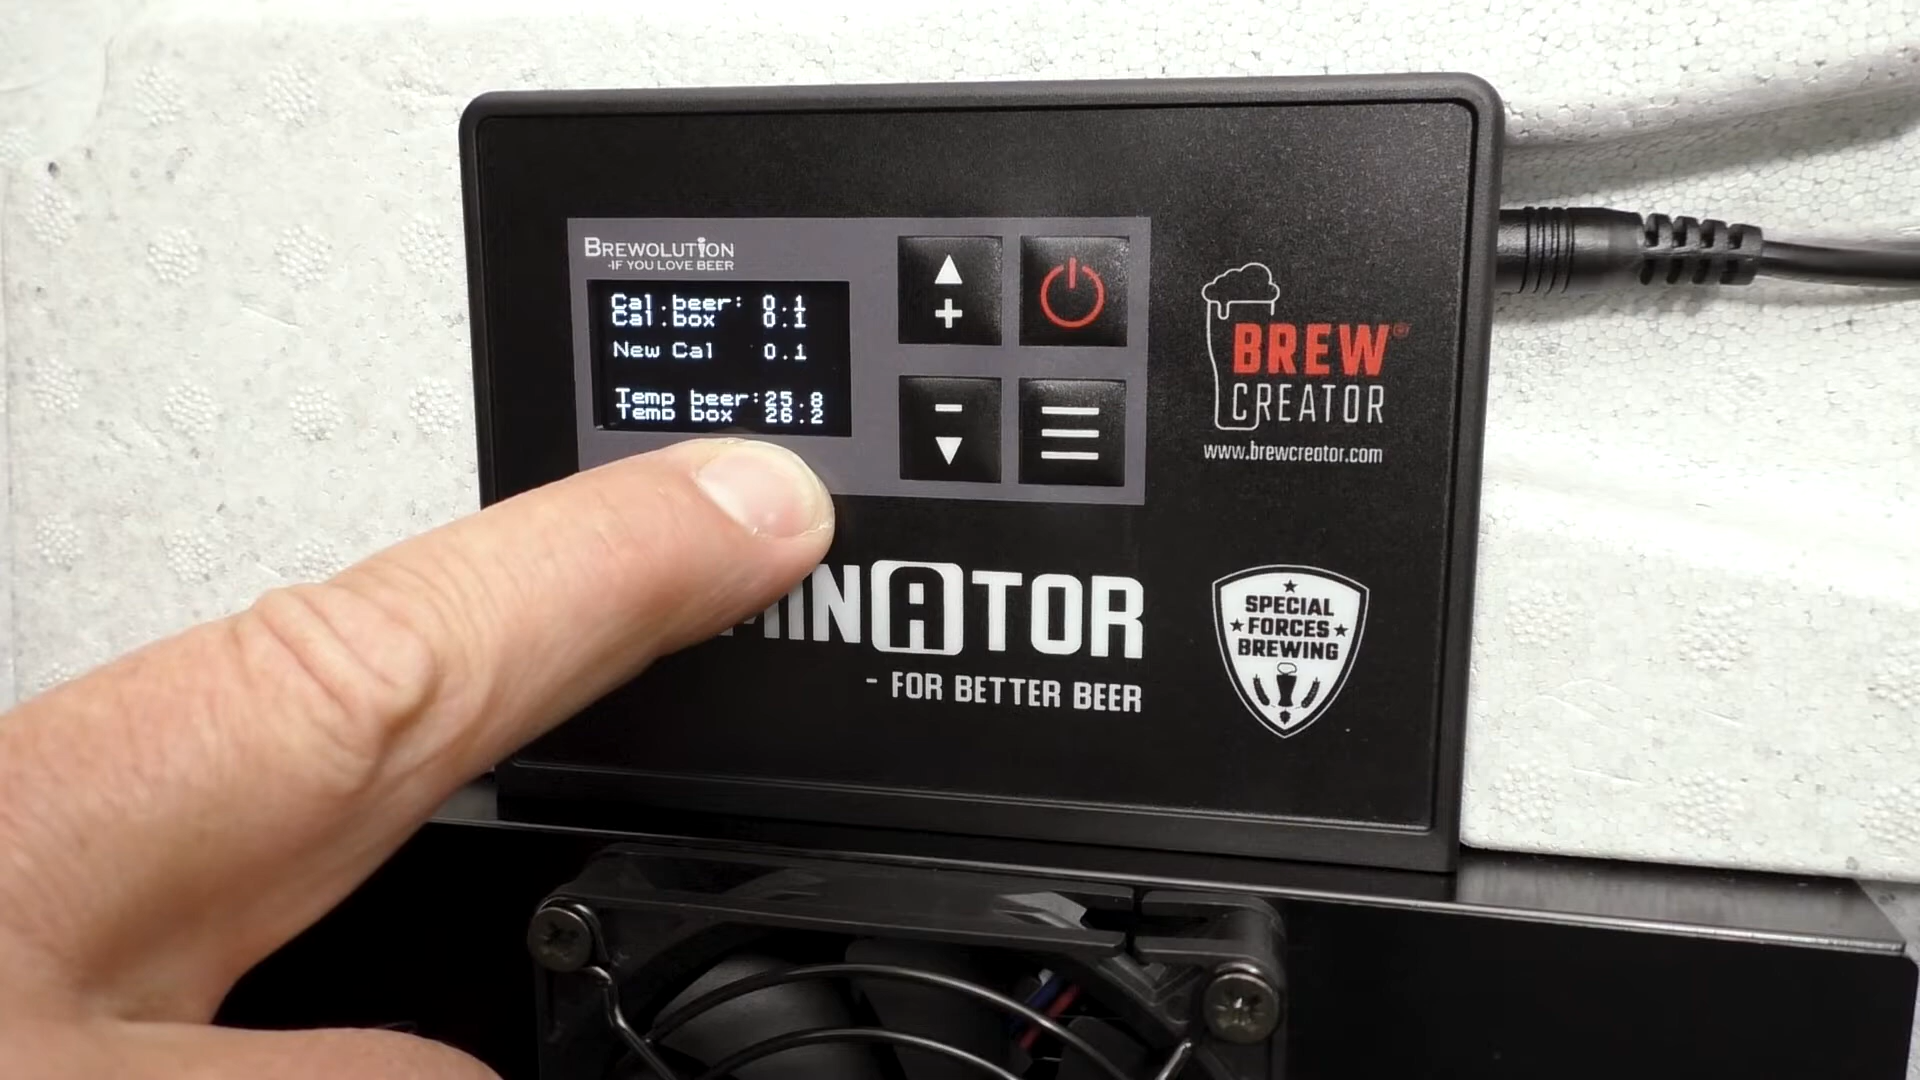 BREWOLUTION
-IF YOU LOVE BEER
Cal.beer: 0.1
Cal.box 0.1
New Cal 0.1
Temp beer:25.8
Temp box 26.2
BREW®
CREATOR
www.brewcreator.com
MINATOR
- FOR BETTER BEER
SPECIAL
FORCES
BREWING